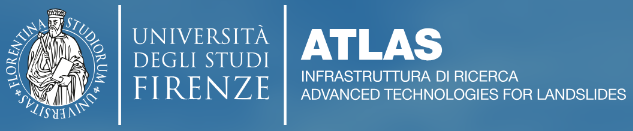 FLORENTINA STUDIORUM UNIVERSITAS
UNIVERSITÀ
DEGLI STUDI
FIRENZE
ATLAS
INFRASTRUTTURA DI RICERCA
ADVANCED TECHNOLOGIES FOR LANDSLIDES